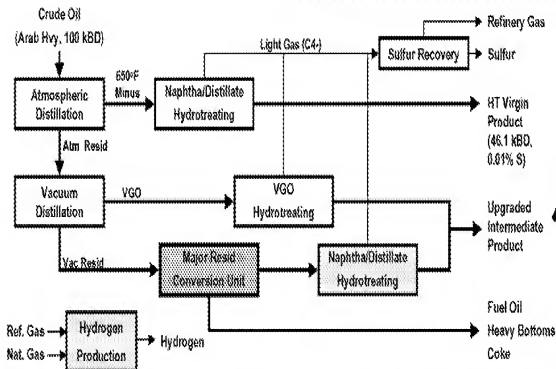 Crude Oil
(Arab Hvy, 100 kBD)
Atmospheric
Distillation
650°F
Minus
Naphtha/Distillate
Hydrotreating
Light Gas (C4-)
Sulfur Recovery
Refinery Gas
Sulfur
HT Virgin
Product
(46.1 kBD,
0.01% S)
Atm Resid
Vacuum
Distillation
VGO
VGO
Hydrotreating
Upgraded
Intermediate
Product
Vac Resid
Major Resid
Conversion Unit
Naphtha/Distillate
Hydrotreating
Fuel Oil
Heavy Bottoms
Coke
Ref. Gas
Nat. Gas
Hydrogen
Production
Hydrogen